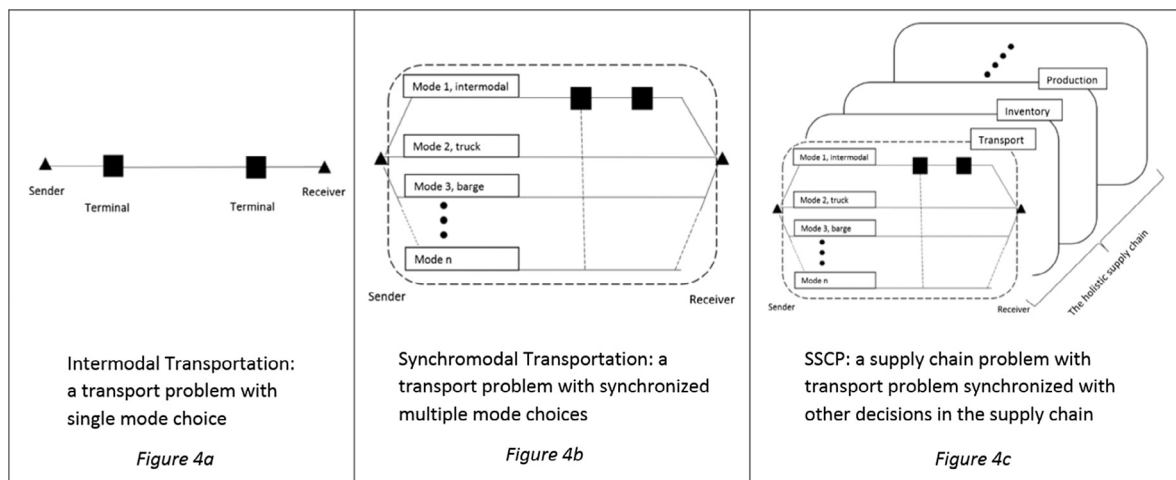 Sender
Terminal
Terminal
Receiver
Intermodal Transportation:
a transport problem with
single mode choice
Figure 4a
Mode 1, intermodal
Mode 2, truck
Mode 3, barge
Mode n
Sender
Receiver
Synchromodal Transportation: a
transport problem with synchronized
multiple mode choices
Figure 4b
Production
Inventory
Transport
Mode 1, intermodal
Mode 2, truck
Mode 3, barge
Mode n
Sender
Receiver
The holistic supply chain
SSCP: a supply chain problem with
transport problem synchronized with
other decisions in the supply chain
Figure 4c